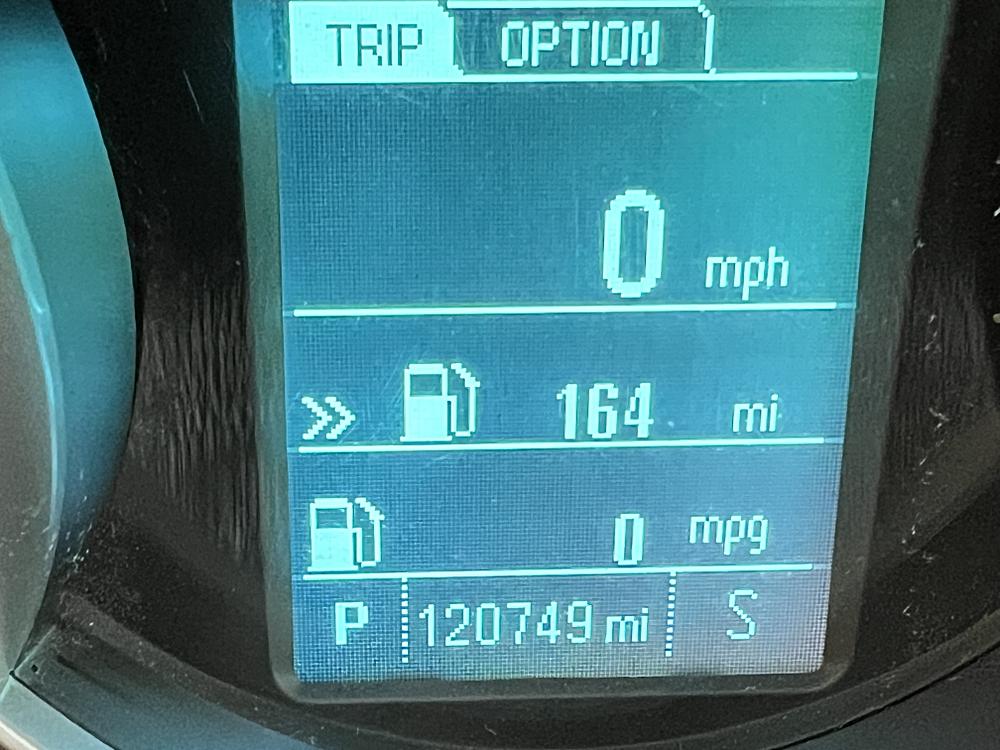 TRIP OPTION
0 mph
164 mi
0 mpg
P 120749 mi S